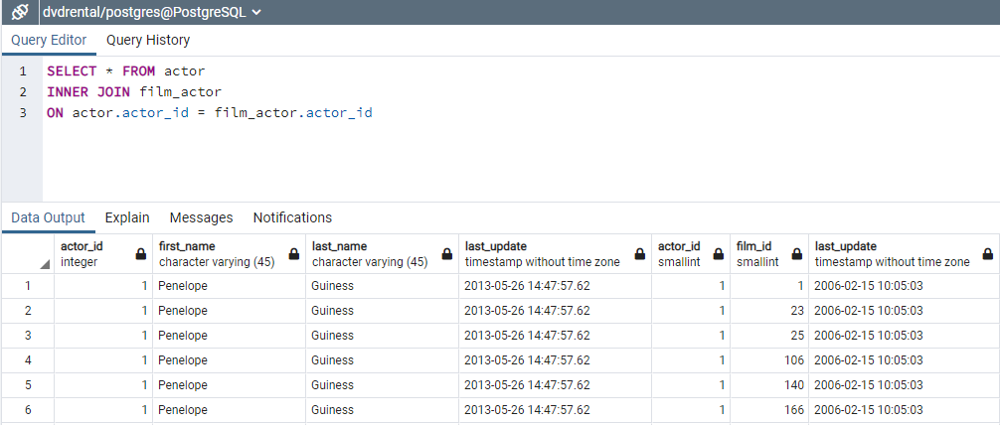 dvdrental/postgres@PostgreSQL
Query Editor Query History
1 SELECT * FROM actor
2 INNER JOIN film_actor
3 ON actor.actor_id = film_actor.actor_id
Data Output Explain Messages Notifications
actor_id first_name last_name last_update actor_id film_id last_update
integer character varying (45) character varying (45) timestamp without time zone smallint smallint timestamp without time zone
1 1 Penelope Guiness 2013-05-26 14:47:57.62 1 1 2006-02-15 10:05:03
2 1 Penelope Guiness 2013-05-26 14:47:57.62 1 23 2006-02-15 10:05:03
3 1 Penelope Guiness 2013-05-26 14:47:57.62 1 25 2006-02-15 10:05:03
4 1 Penelope Guiness 2013-05-26 14:47:57.62 1 106 2006-02-15 10:05:03
5 1 Penelope Guiness 2013-05-26 14:47:57.62 1 140 2006-02-15 10:05:03
6 1 Penelope Guiness 2013-05-26 14:47:57.62 1 166 2006-02-15 10:05:03